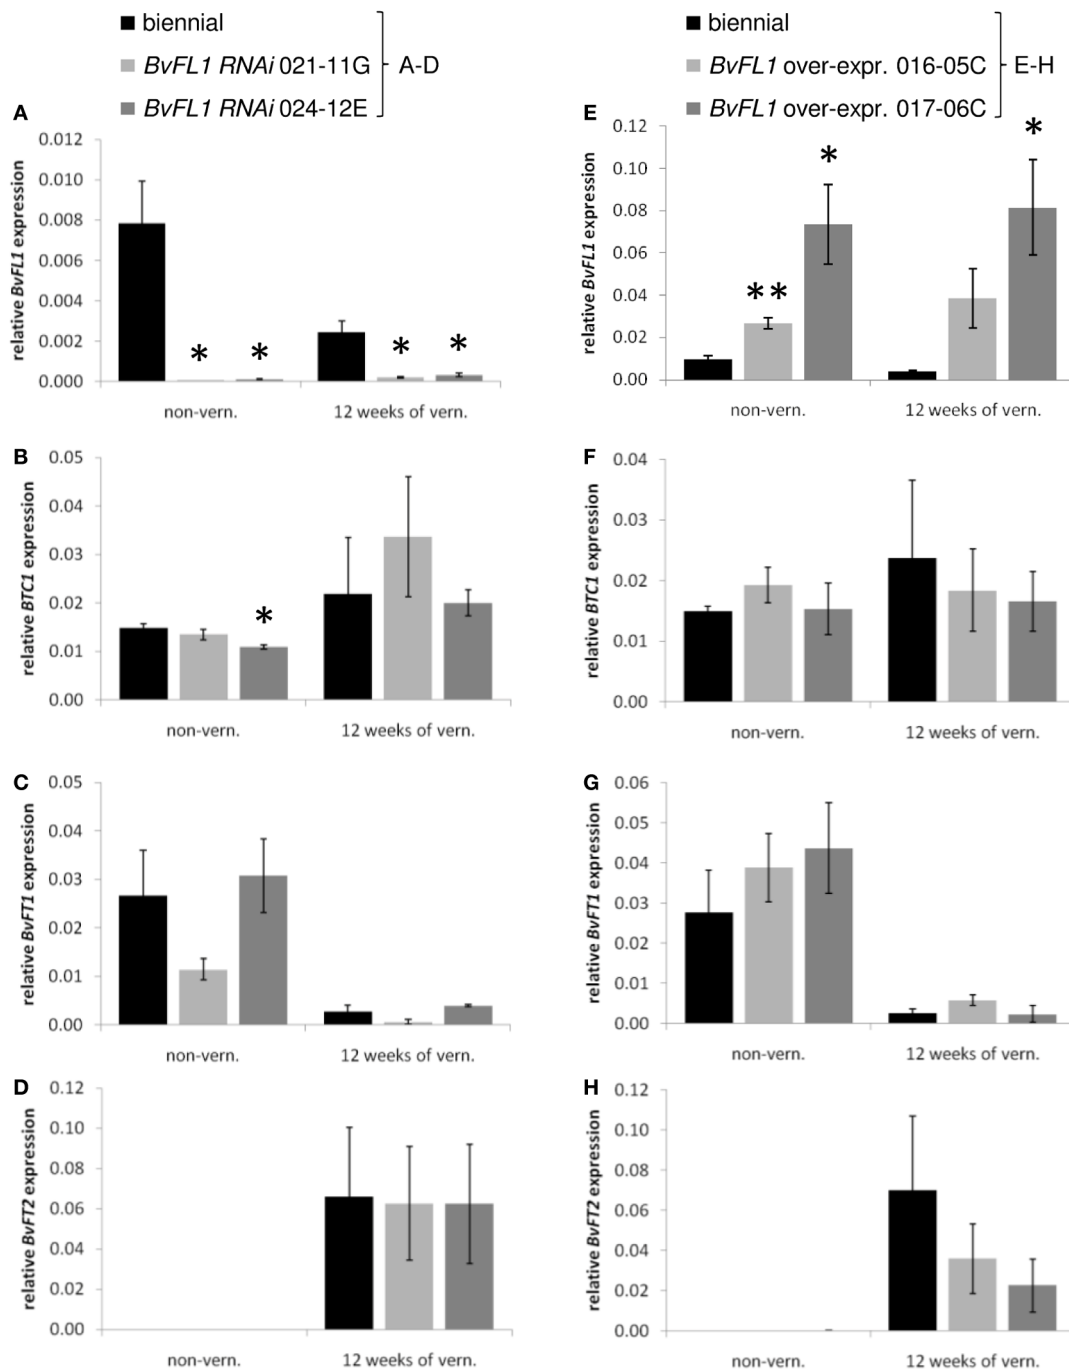 biennial
BvFL1 RNAi 021-11G
BvFL1 RNAi 024-12E
A-D
biennial
BvFL1 over-expr. 016-05C
BvFL1 over-expr. 017-06C
E-H
A
relative BvFL1 expression
0.012
0.010
0.008
0.006
0.004
0.002
0.000
* * * *
non-vern. 12 weeks of vern.
E
relative BvFL1 expression
0.12
0.10
0.08
0.06
0.04
0.02
0.00
** * *
non-vern. 12 weeks of vern.
B
relative BTC1 expression
0.05
0.04
0.03
0.02
0.01
0.00
*
non-vern. 12 weeks of vern.
F
relative BTC1 expression
0.04
0.03
0.02
0.01
0.00
non-vern. 12 weeks of vern.
C
relative BvFT1 expression
0.05
0.04
0.03
0.02
0.01
0.00
non-vern. 12 weeks of vern.
G
relative BvFT1 expression
0.06
0.05
0.04
0.03
0.02
0.01
0.00
non-vern. 12 weeks of vern.
D
relative BvFT2 expression
0.12
0.10
0.08
0.06
0.04
0.02
0.00
non-vern. 12 weeks of vern.
H
relative BvFT2 expression
0.12
0.10
0.08
0.06
0.04
0.02
0.00
non-vern. 12 weeks of vern.